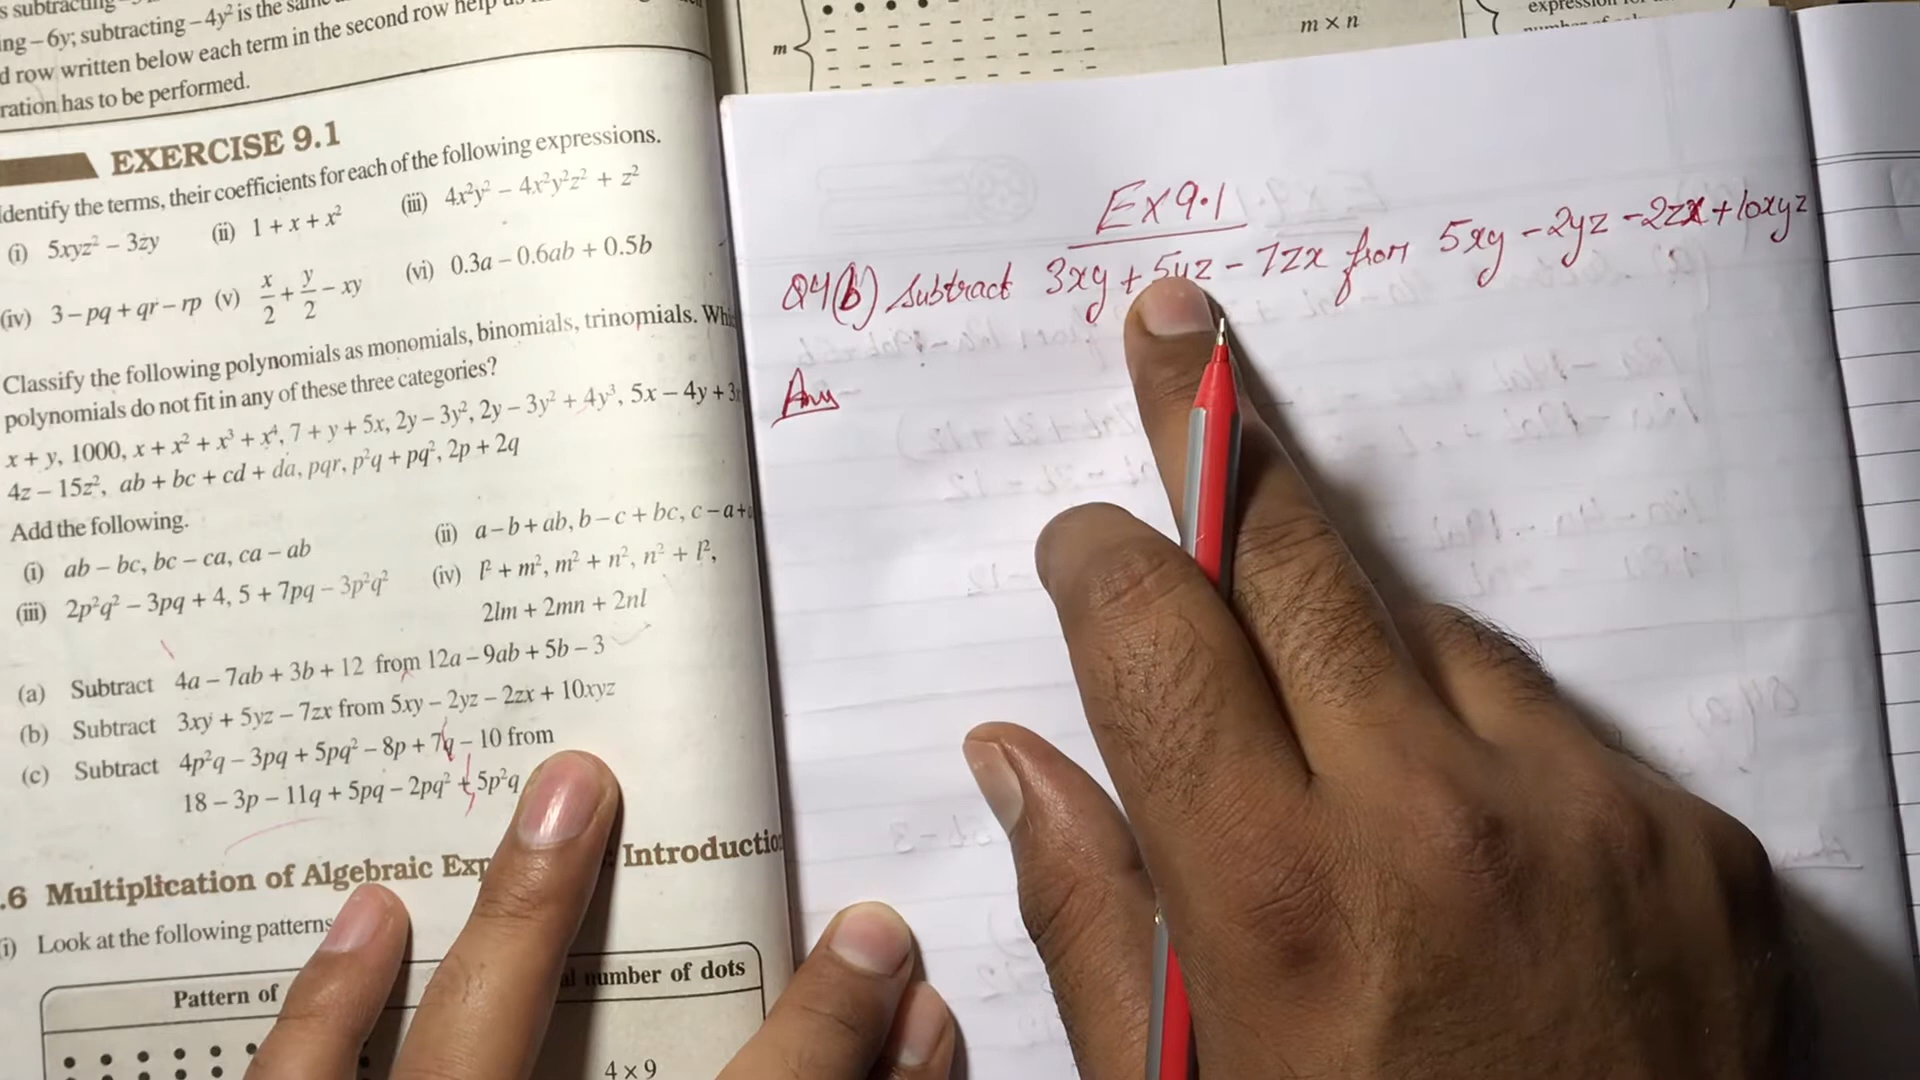 ing – 6y; subtracting – 4y² is the
d row written below each term in the second row help
ration has to be performed.
EXERCISE 9.1
Identify the terms, their coefficients for each of the following expressions.
(i) 5xyz² – 3zy (ii) 1 + x + x² (iii) 4x²y² – 4x²y²z² + z²
(iv) 3 – pq + qr – rp (v) x/2 + y/2 – xy (vi) 0.3a – 0.6ab + 0.5b
Classify the following polynomials as monomials, binomials, trinomials.
polynomials do not fit in any of these three categories?
x + y, 1000, x + x² + x³ + x⁴, 7 + y + 5x, 2y – 3y², 2y – 3y² + 4y³, 5x – 4y + 3
4z – 15z², ab + bc + cd + da, pqr, p²q + pq², 2p + 2q
Add the following.
(i) ab – bc, bc – ca, ca – ab (ii) a – b + ab, b – c + bc, c – a +
(iii) 2p²q² – 3pq + 4, 5 + 7pq – 3p²q² (iv) l² + m², m² + n², n² + l²,
2lm + 2mn + 2nl
(a) Subtract 4a – 7ab + 3b + 12 from 12a – 9ab + 5b – 3
(b) Subtract 3xy + 5yz – 7zx from 5xy – 2yz – 2zx + 10xyz
(c) Subtract 4p²q – 3pq + 5pq² – 8p + 7q – 10 from
18 – 3p – 11q + 5pq – 2pq² + 5p²q
.6 Multiplication of Algebraic Introduction
i) Look at the following patterns
Pattern of number of dots
4 × 9
m
m × n
Ex 9.1
Q4(b) Subtract 3xy + 5yz – 7zx from 5xy – 2yz – 2zx + 10xyz
Ans